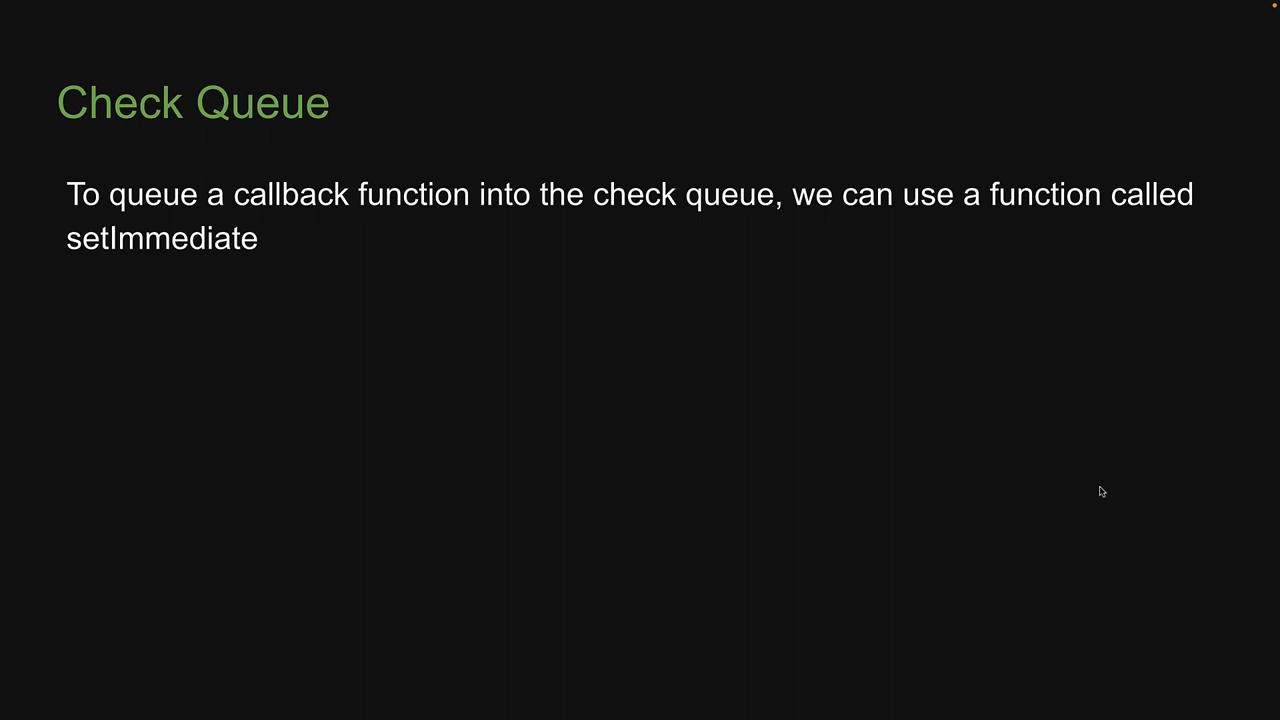 Check Queue
To queue a callback function into the check queue, we can use a function called
setImmediate